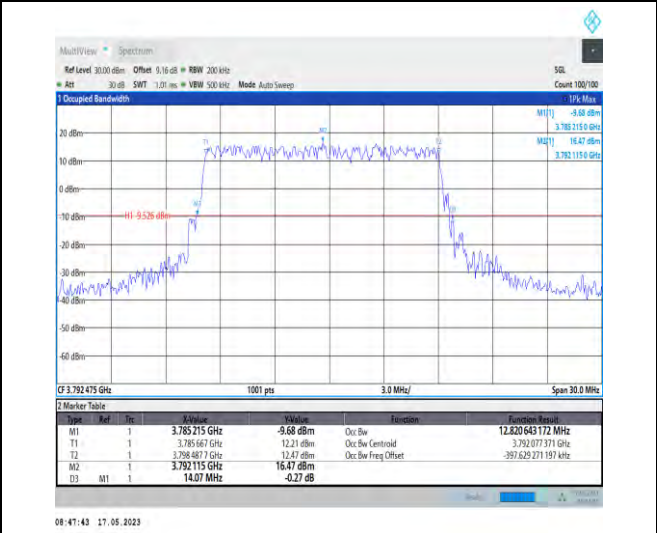 MultiView Spectrum
Ref Level 30.00 dBm Offset 9.16 dB RBW 200 kHz SGL
Att 30 dB SWT 1.01 ms VBW 500 kHz Mode Auto Sweep Count 100/100
1 Occupied Bandwidth 1Pk Max
M1[1] -9.68 dBm
3.785 215 0 GHz
M2[1] 16.47 dBm
3.792 115 0 GHz
20 dBm
M2
T1 T2
10 dBm
0 dBm
M1
-10 dBm H1 -9.526 dBm
-20 dBm
-30 dBm
-40 dBm
-50 dBm
-60 dBm
CF 3.792 475 GHz 1001 pts 3.0 MHz/ Span 30.0 MHz
2 Marker Table
Type Ref Trc X-Value Y-Value Function Function Result
M1 1 3.785 215 GHz -9.68 dBm Occ Bw 12.820 643 172 MHz
T1 1 3.785 667 GHz 12.21 dBm Occ Bw Centroid 3.792 077 371 GHz
T2 1 3.798 487 7 GHz 12.47 dBm Occ Bw Freq Offset -397.629 271 197 kHz
M2 1 3.792 115 GHz 16.47 dBm
D3 M1 1 14.07 MHz -0.27 dB
08:47:43 17.05.2023